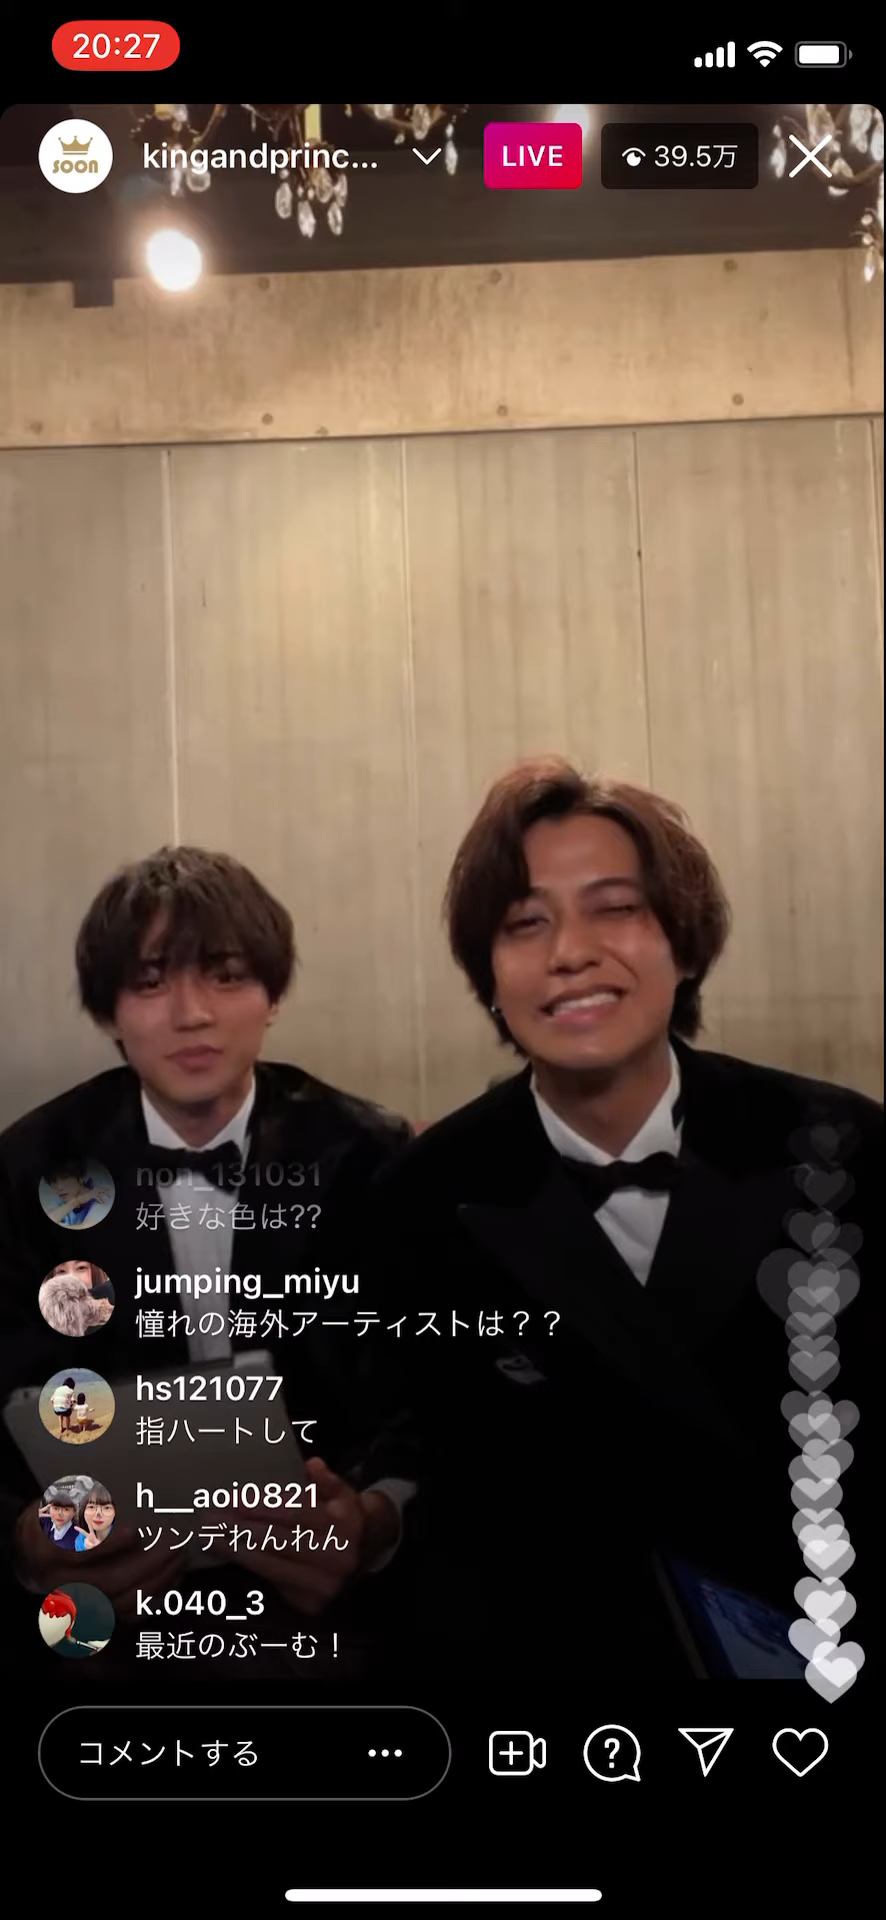 20:27
SOON
kingandprinc...
LIVE
39.5万
non_131031
好きな色は??
jumping_miyu
憧れの海外アーティストは？？
hs121077
指ハートして
h__aoi0821
ツンデれんれん
k.040_3
最近のぶーむ！
コメントする